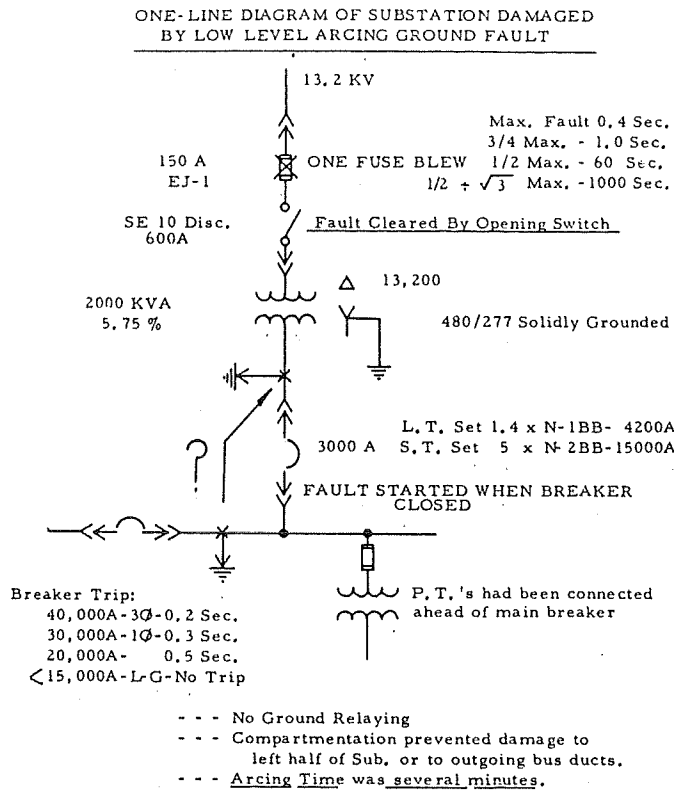 ONE-LINE DIAGRAM OF SUBSTATION DAMAGED
BY LOW LEVEL ARCING GROUND FAULT
13.2 KV
Max. Fault 0.4 Sec.
3/4 Max. - 1.0 Sec.
150 A
EJ-1
ONE FUSE BLEW
1/2 Max. - 60 Sec.
1/2 ÷ √3 Max. - 1000 Sec.
SE 10 Disc.
600A
Fault Cleared By Opening Switch
Δ 13,200
2000 KVA
5.75 %
480/277 Solidly Grounded
L.T. Set 1.4 x N-1BB- 4200A
3000 A
S.T. Set 5 x N-2BB-15000A
?
FAULT STARTED WHEN BREAKER
CLOSED
P.T.'s had been connected
ahead of main breaker
Breaker Trip:
40,000A-3Ø-0.2 Sec.
30,000A-1Ø-0.3 Sec.
20,000A- 0.5 Sec.
<15,000A-L-G-No Trip
- - - No Ground Relaying
- - - Compartmentation prevented damage to
left half of Sub. or to outgoing bus ducts.
- - - Arcing Time was several minutes.